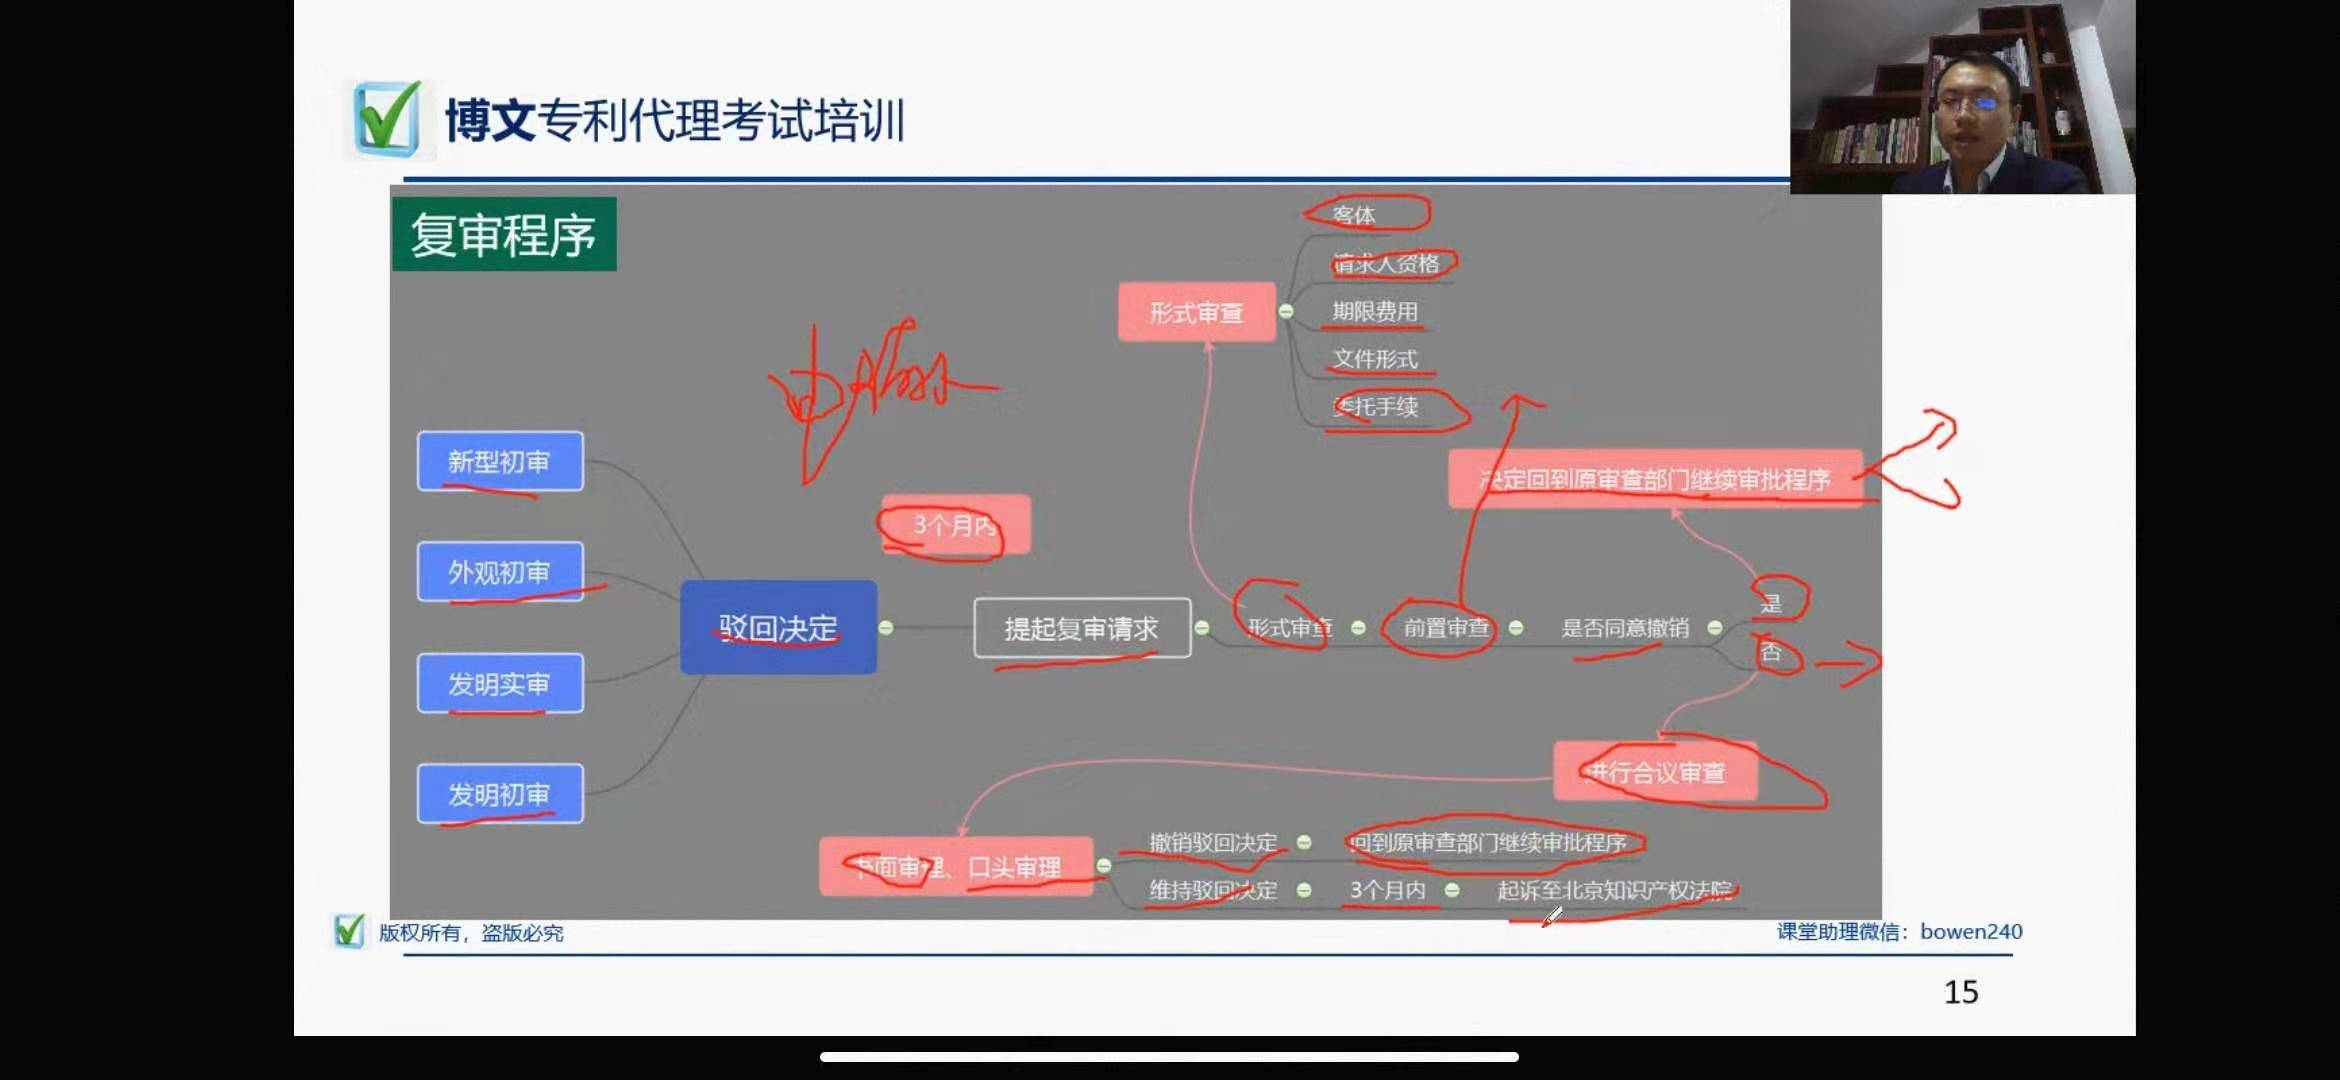 博文专利代理考试培训
复审程序
客体
请求人资格
形式审查
期限费用
文件形式
委托手续
新型初审
外观初审
发明实审
发明初审
3个月内
驳回决定
提起复审请求
形式审查
前置审查
是否同意撤销
是
否
决定回到原审查部门继续审批程序
进行合议审查
书面审理、口头审理
撤销驳回决定
回到原审查部门继续审批程序
维持驳回决定
3个月内
起诉至北京知识产权法院
版权所有，盗版必究
课堂助理微信：bowen240
15